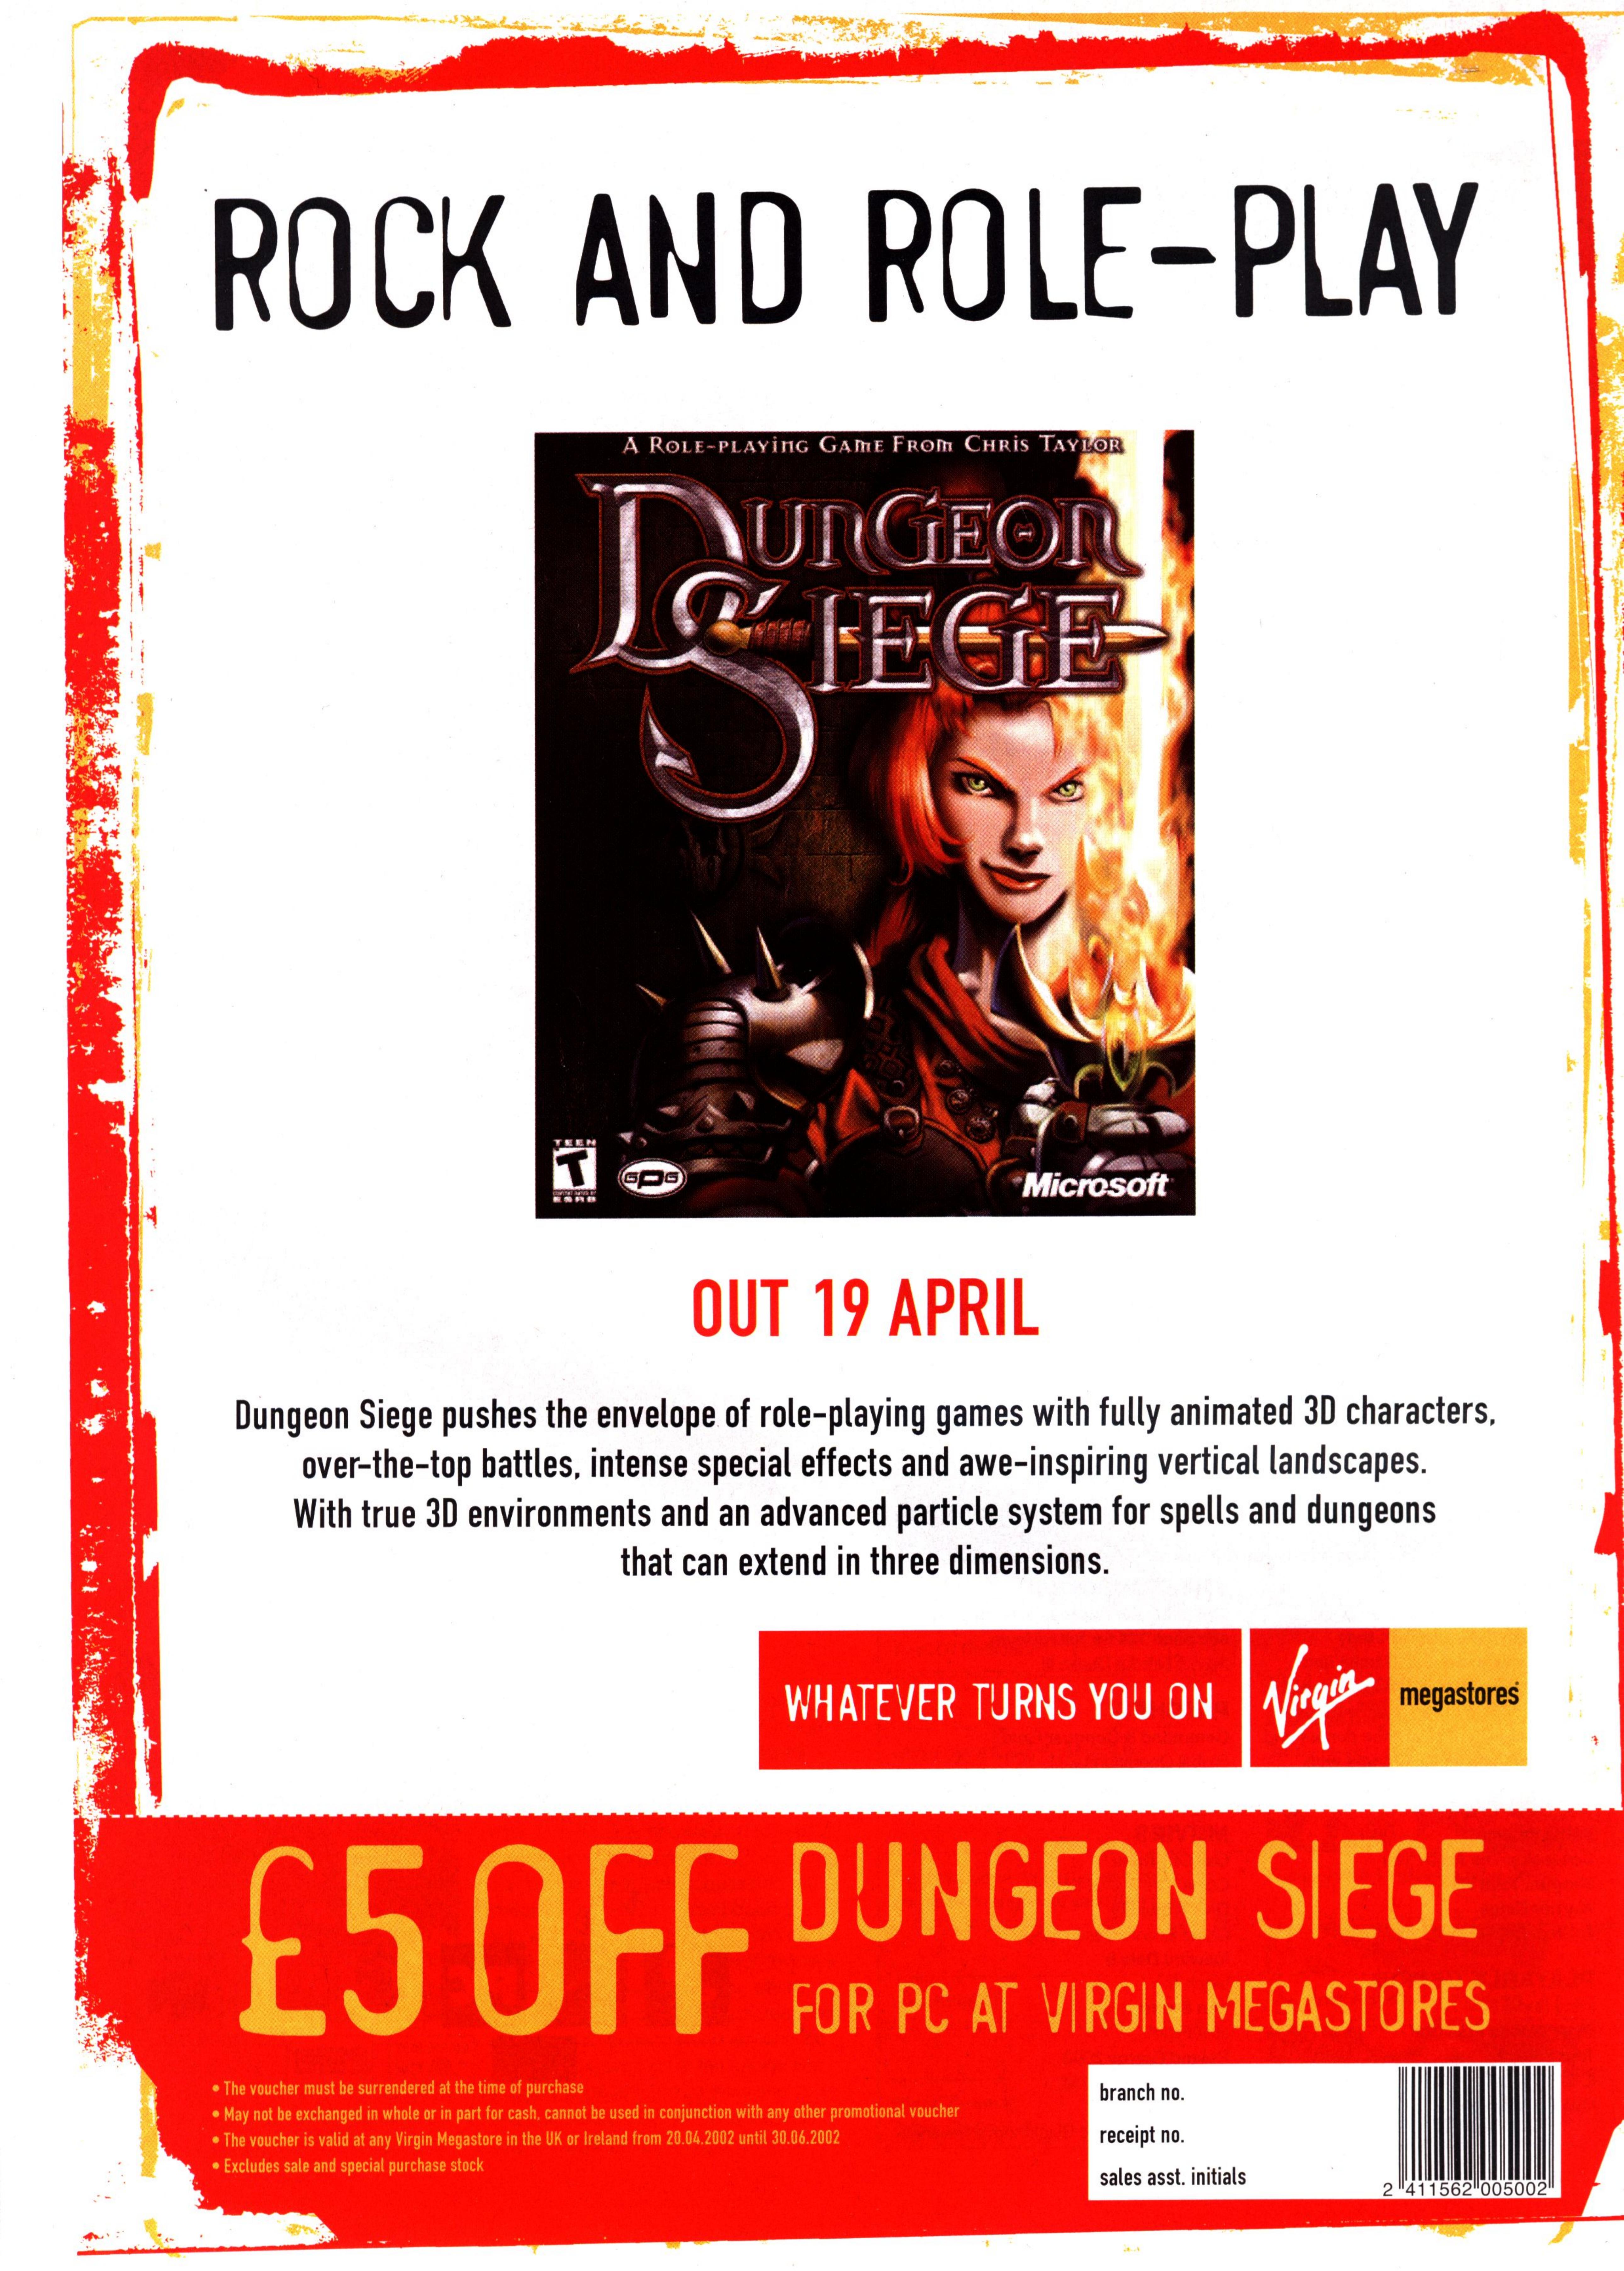 ROCK AND ROLE-PLAY
A ROLE-PLAYING GAME FROM CHRIS TAYLOR
DUNGEON
SIEGE
TEEN
T
CONTENT RATED BY
ESRB
GPG
Microsoft
OUT 19 APRIL
Dungeon Siege pushes the envelope of role-playing games with fully animated 3D characters,
over-the-top battles, intense special effects and awe-inspiring vertical landscapes.
With true 3D environments and an advanced particle system for spells and dungeons
that can extend in three dimensions.
WHATEVER TURNS YOU ON
Virgin
megastores
£5 OFF
DUNGEON SIEGE
FOR PC AT VIRGIN MEGASTORES
• The voucher must be surrendered at the time of purchase
• May not be exchanged in whole or in part for cash, cannot be used in conjunction with any other promotional voucher
• The voucher is valid at any Virgin Megastore in the UK or Ireland from 20.04.2002 until 30.06.2002
• Excludes sale and special purchase stock
branch no.
receipt no.
sales asst. initials
2 411562 005002